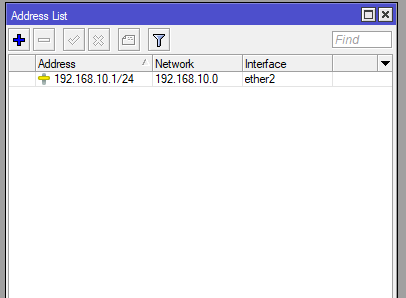 Address List
Find
Address Network Interface
192.168.10.1/24 192.168.10.0 ether2